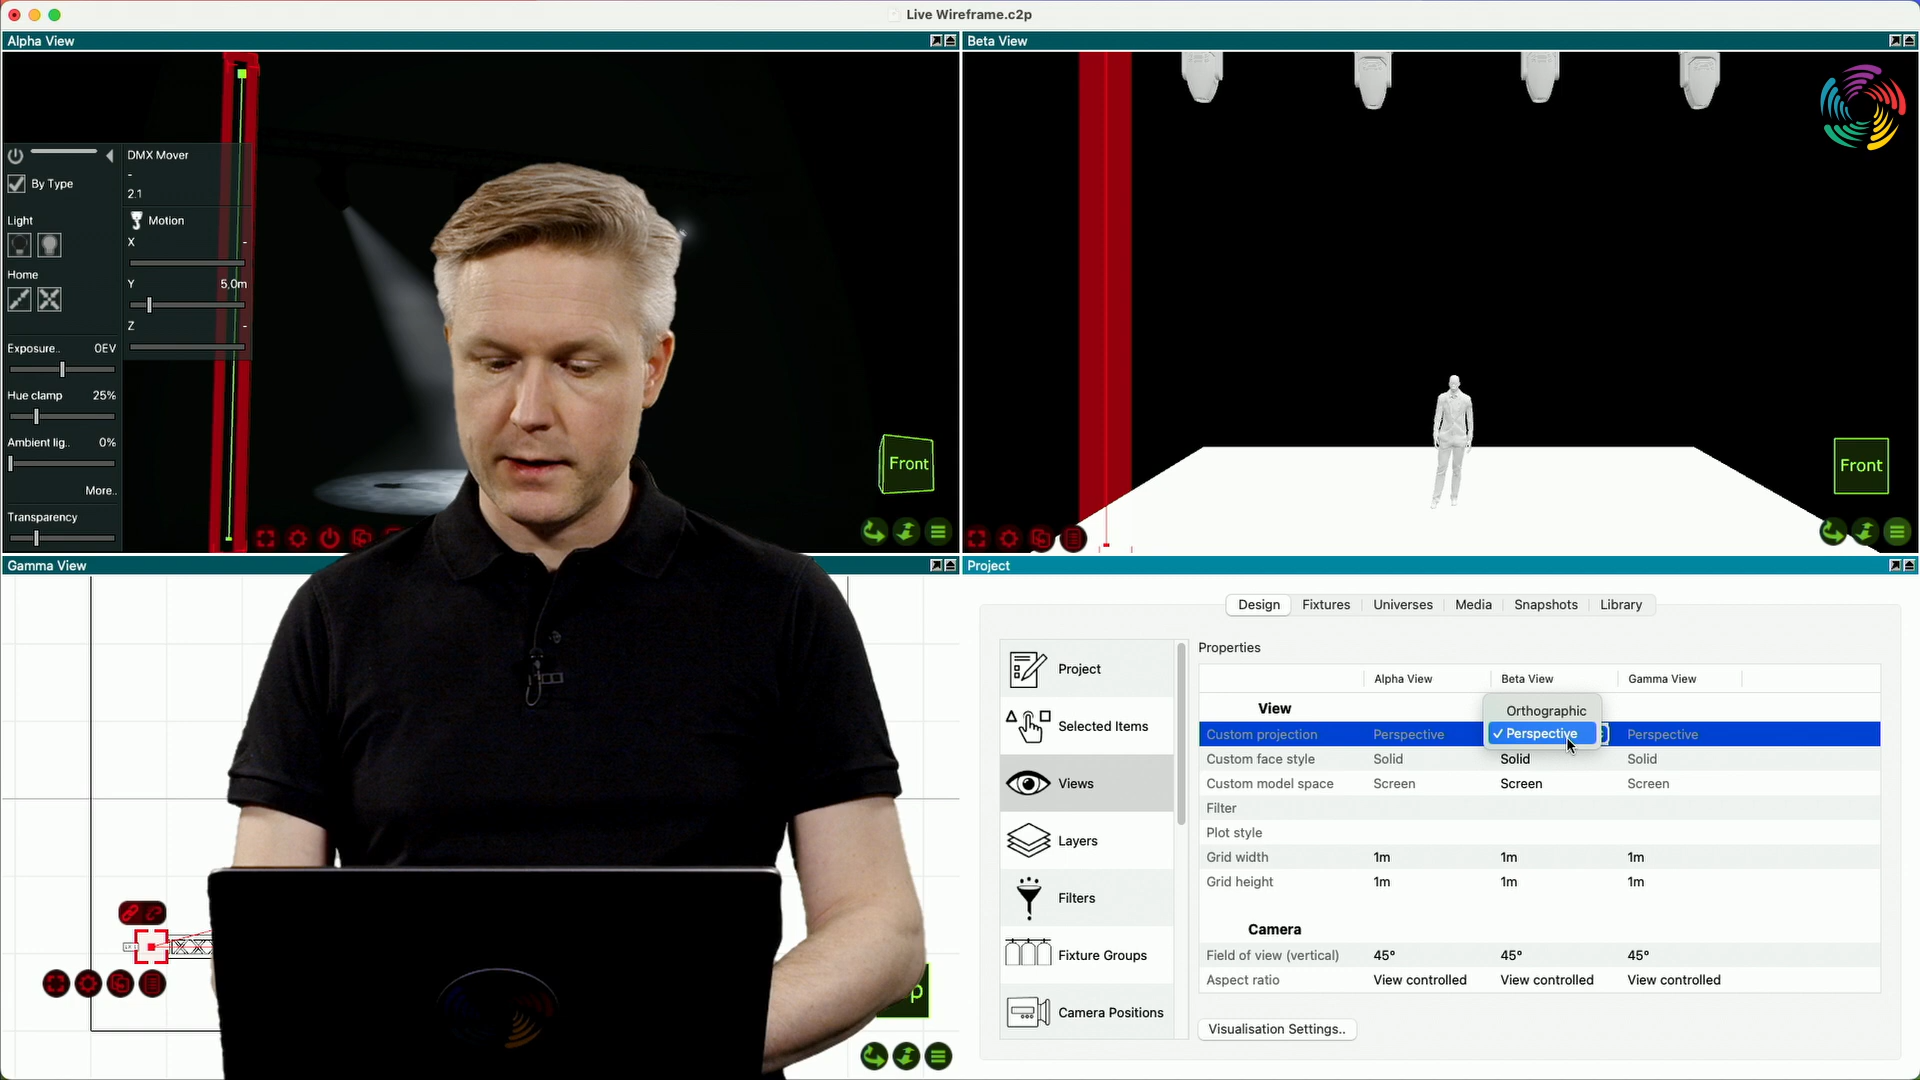 Live Wireframe.c2p
Alpha View
Beta View
By Type
Light
Home
Exposure.. 0EV
Hue clamp 25%
Ambient lig.. 0%
More..
Transparency
DMX Mover
-
2.1
Motion
X -
Y 5,0m
Z -
Front
Front
Gamma View
Project
Design Fixtures Universes Media Snapshots Library
Project
Selected Items
Views
Layers
Filters
Fixture Groups
Camera Positions
Properties
Alpha View Beta View Gamma View
View
Orthographic
Custom projection Perspective ✓ Perspective Perspective
Custom face style Solid Solid Solid
Custom model space Screen Screen Screen
Filter
Plot style
Grid width 1m 1m 1m
Grid height 1m 1m 1m
Camera
Field of view (vertical) 45° 45° 45°
Aspect ratio View controlled View controlled View controlled
Visualisation Settings..